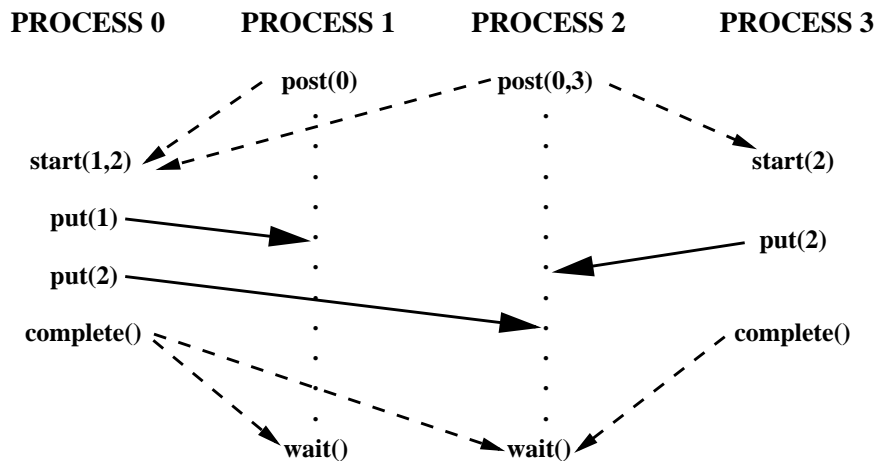 PROCESS 0 PROCESS 1 PROCESS 2 PROCESS 3
post(0) post(0,3)
start(1,2) start(2)
put(1)
put(2)
put(2)
complete() complete()
wait() wait()